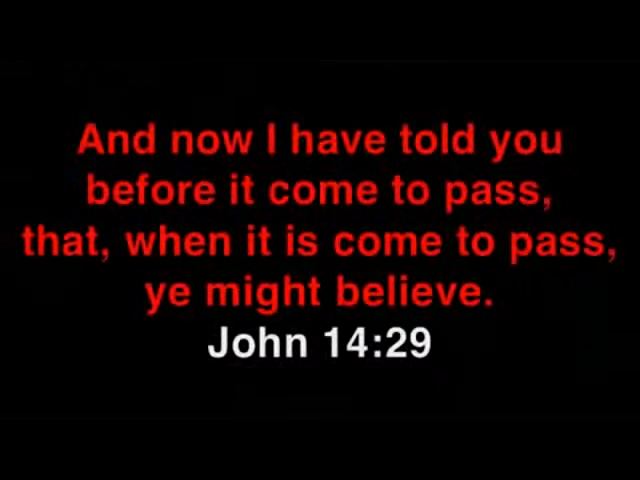 And now I have told you
before it come to pass,
that, when it is come to pass,
ye might believe.
John 14:29